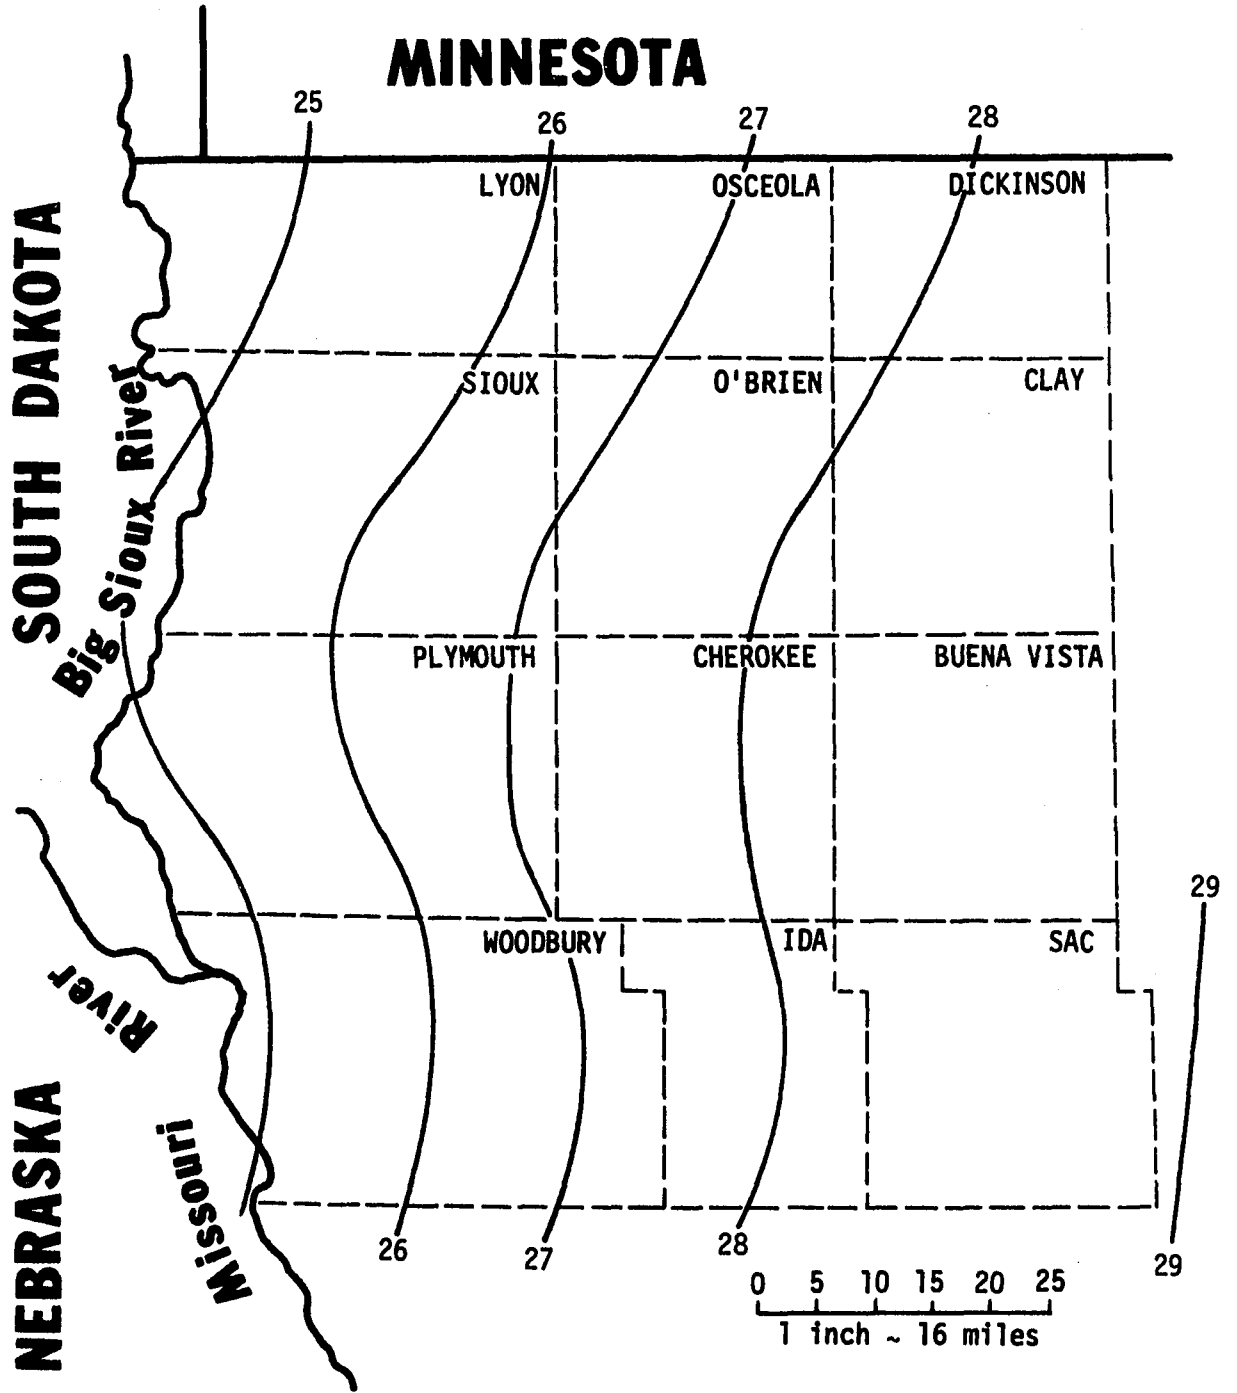 MINNESOTA
25
26
27
28
LYON
OSCEOLA
DICKINSON
SOUTH DAKOTA
SIOUX
O'BRIEN
CLAY
Big Sioux River
PLYMOUTH
CHEROKEE
BUENA VISTA
29
WOODBURY
IDA
SAC
Missouri River
NEBRASKA
26
27
28
29
0 5 10 15 20 25
1 inch ~ 16 miles